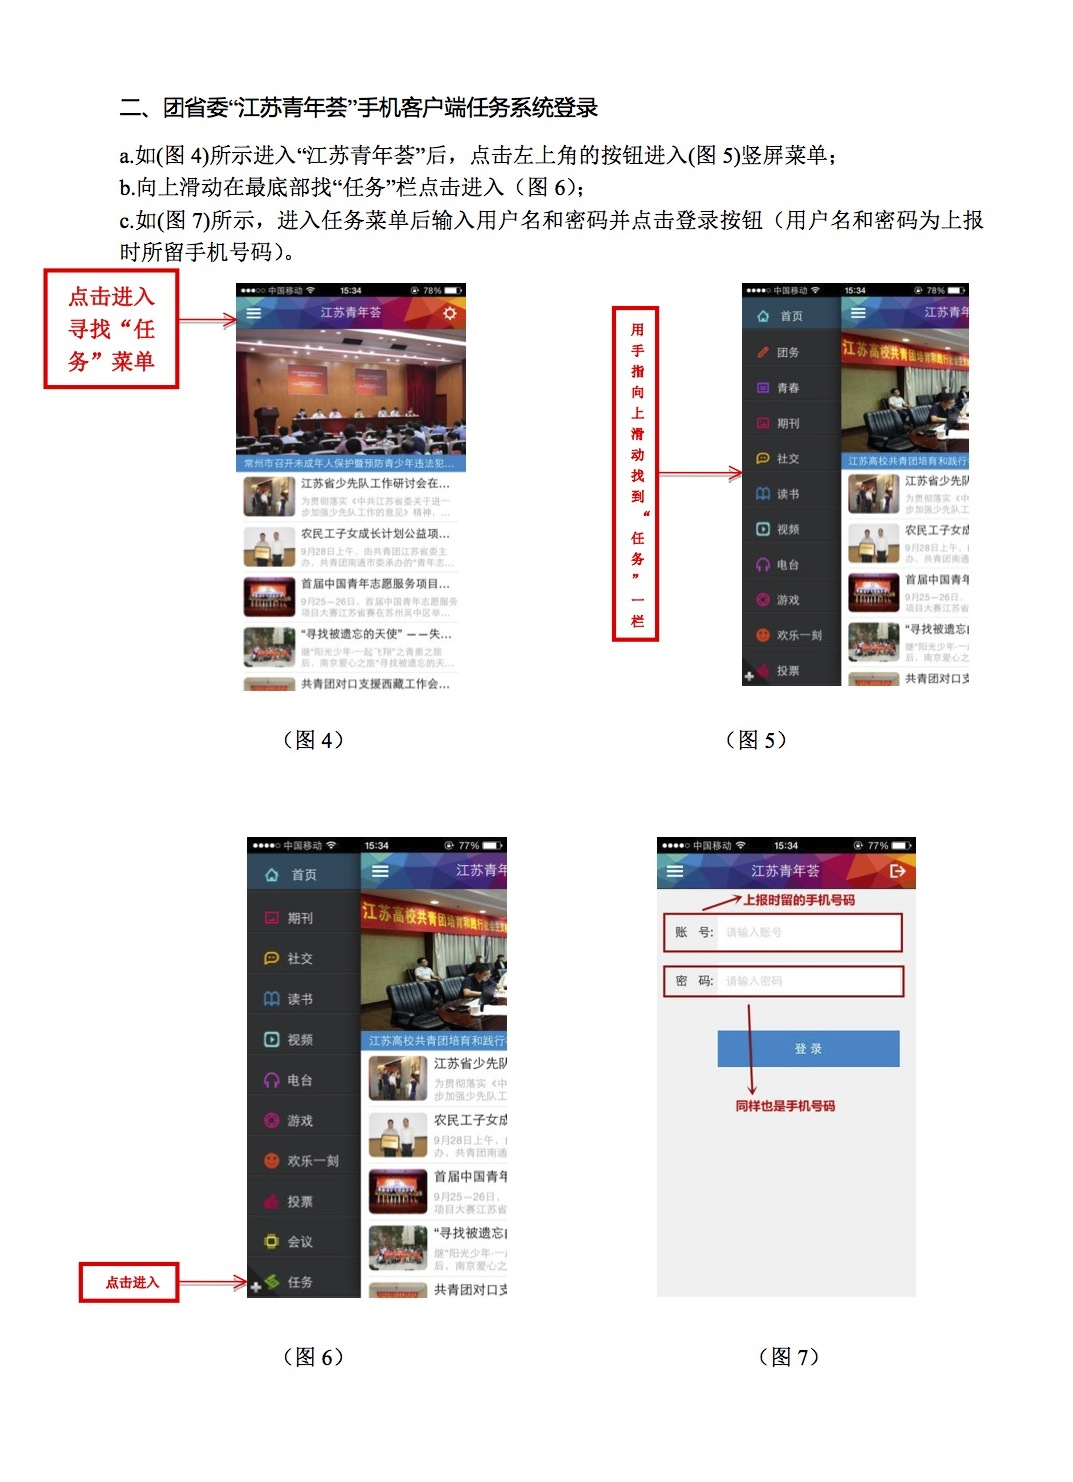 二、团省委“江苏青年荟”手机客户端任务系统登录
a.如(图 4)所示进入“江苏青年荟”后，点击左上角的按钮进入(图 5)竖屏菜单；
b.向上滑动在最底部找“任务”栏点击进入（图 6）；
c.如(图 7)所示，进入任务菜单后输入用户名和密码并点击登录按钮（用户名和密码为上报
时所留手机号码）。
点击进入
寻找“任
务”菜单
中国移动 15:34 78%
江苏青年荟
常州市召开未成年人保护暨预防青少年违法犯...
江苏省少先队工作研讨会在...
为贯彻落实《中共江苏省委关于进一
步加强少先队工作的意见》精神，...
农民工子女成长计划公益项...
9月28日上午，由共青团江苏省委主
办，共青团南通市委承办的“青年志...
首届中国青年志愿服务项目...
9月25—26日，首届中国青年志愿服务
项目大赛江苏省赛在苏州吴中区举...
“寻找被遗忘的天使” ——失...
继“阳光少年·一起飞翔”之青奥之旅
后，南京爱心之旅“寻找被遗忘的天...
共青团对口支援西藏工作会...
（图 4）
用手指向上滑动找到“任务”一栏
中国移动 15:34 78%
首页
团务
青春
期刊
社交
读书
视频
电台
游戏
欢乐一刻
投票
江苏青年
江苏高校共青团培育和践行社会主
江苏高校共青团培育和践行
江苏省少先队
为贯彻落实《中
步加强少先队工
农民工子女成
9月28日上午，
办，共青团南通
首届中国青年
9月25—26日，
项目大赛江苏省
“寻找被遗忘
继“阳光少年·一
后，南京爱心之
共青团对口支
（图 5）
中国移动 15:34 77%
首页
期刊
社交
读书
视频
电台
游戏
欢乐一刻
投票
会议
任务
江苏青年
江苏高校共青团培育和践行社会主
江苏高校共青团培育和践行
江苏省少先队
为贯彻落实《中
步加强少先队工
农民工子女成
9月28日上午，
办，共青团南通
首届中国青年
9月25—26日，
项目大赛江苏省
“寻找被遗忘
继“阳光少年·一
后，南京爱心之
共青团对口支
点击进入
（图 6）
中国移动 15:34 77%
江苏青年荟
上报时留的手机号码
账 号: 请输入账号
密 码: 请输入密码
登 录
同样也是手机号码
（图 7）